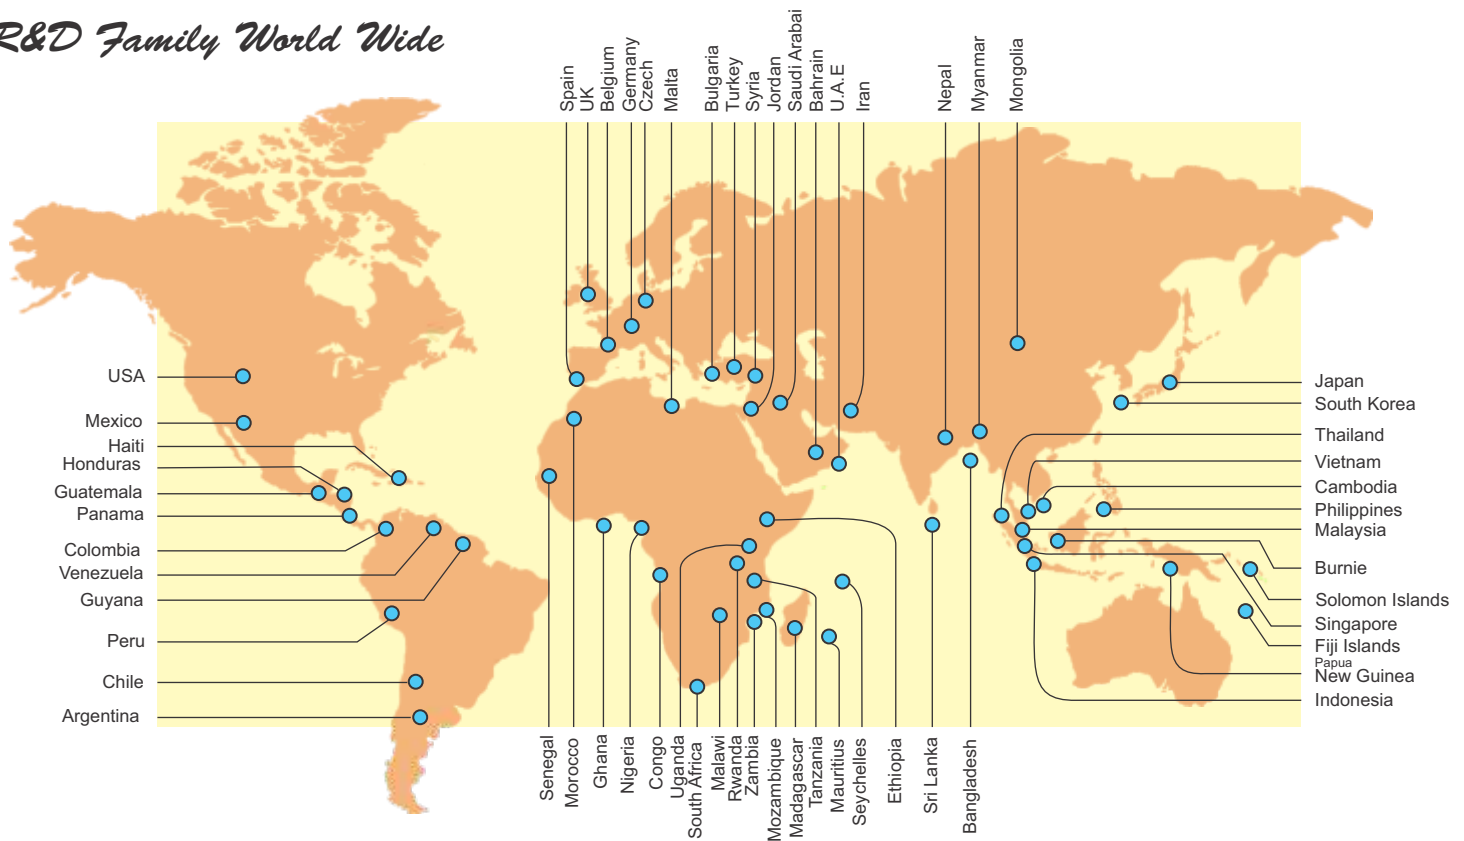 R&D Family World Wide
Spain
UK
Belgium
Germany
Czech
Malta
Bulgaria
Turkey
Syria
Jordan
Saudi Arabai
Bahrain
U.A.E
Iran
Nepal
Myanmar
Mongolia
USA
Mexico
Haiti
Honduras
Guatemala
Panama
Colombia
Venezuela
Guyana
Peru
Chile
Argentina
Japan
South Korea
Thailand
Vietnam
Cambodia
Philippines
Malaysia
Burnie
Solomon Islands
Singapore
Fiji Islands
Papua
New Guinea
Indonesia
Senegal
Morocco
Ghana
Nigeria
Congo
Uganda
South Africa
Malawi
Rwanda
Zambia
Mozambique
Madagascar
Tanzania
Mauritius
Seychelles
Ethiopia
Sri Lanka
Bangladesh